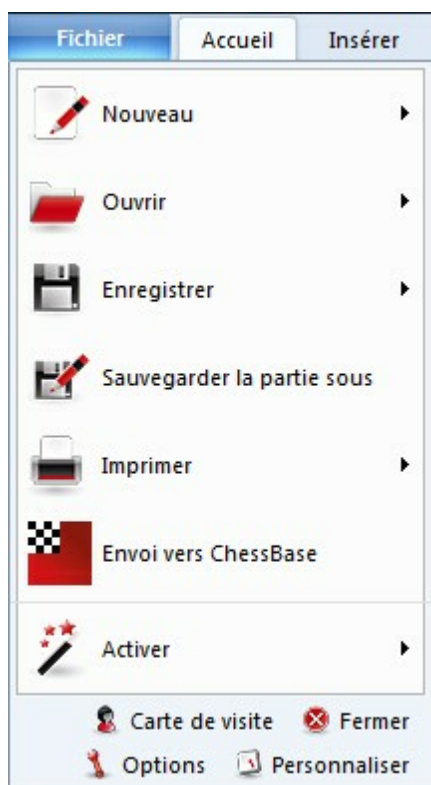 Fichier Accueil Insérer
Nouveau
Ouvrir
Enregistrer
Sauvegarder la partie sous
Imprimer
Envoi vers ChessBase
Activer
Carte de visite Fermer
Options Personnaliser